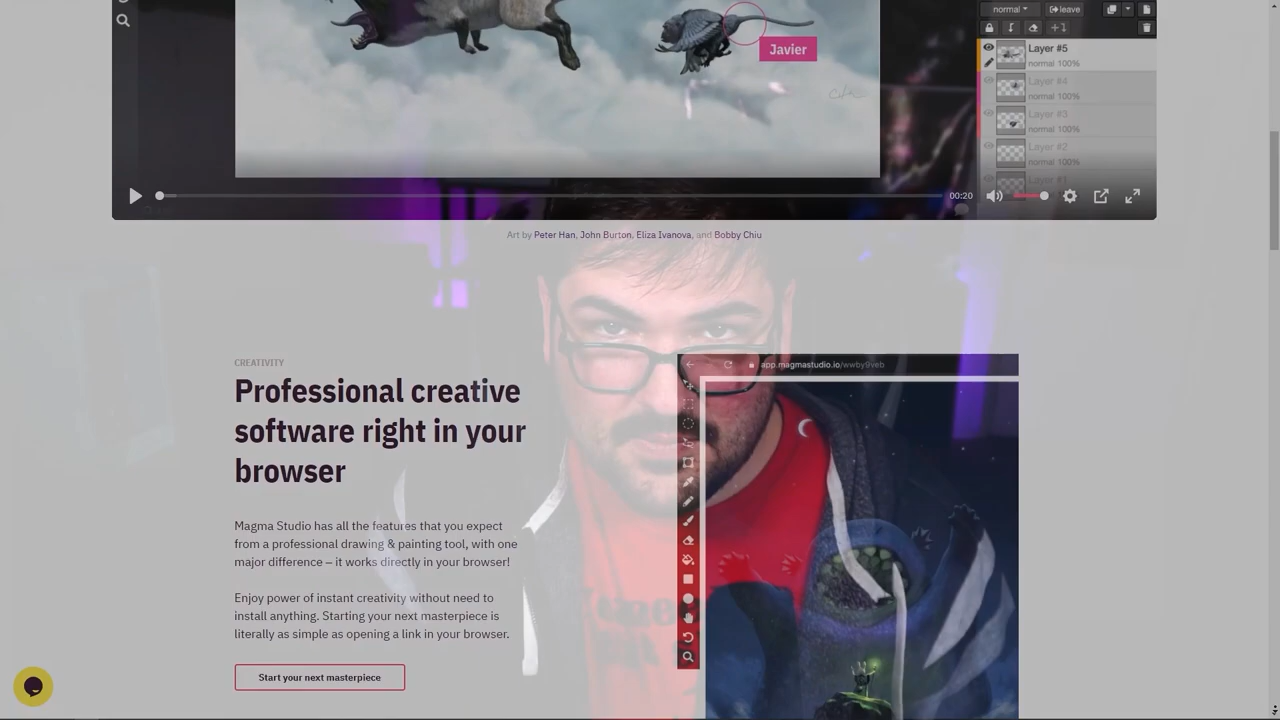 normal
leave
Javier
Layer #5
normal 100%
Layer #4
normal 100%
Layer #3
normal 100%
Layer #2
normal 100%
Layer #1
00:20
Art by Peter Han, John Burton, Eliza Ivanova, and Bobby Chiu
CREATIVITY
Professional creative
software right in your
browser
app.magmastudio.io/wwby9veb
Magma Studio has all the features that you expect
from a professional drawing & painting tool, with one
major difference – it works directly in your browser!
Enjoy power of instant creativity without need to
install anything. Starting your next masterpiece is
literally as simple as opening a link in your browser.
Start your next masterpiece